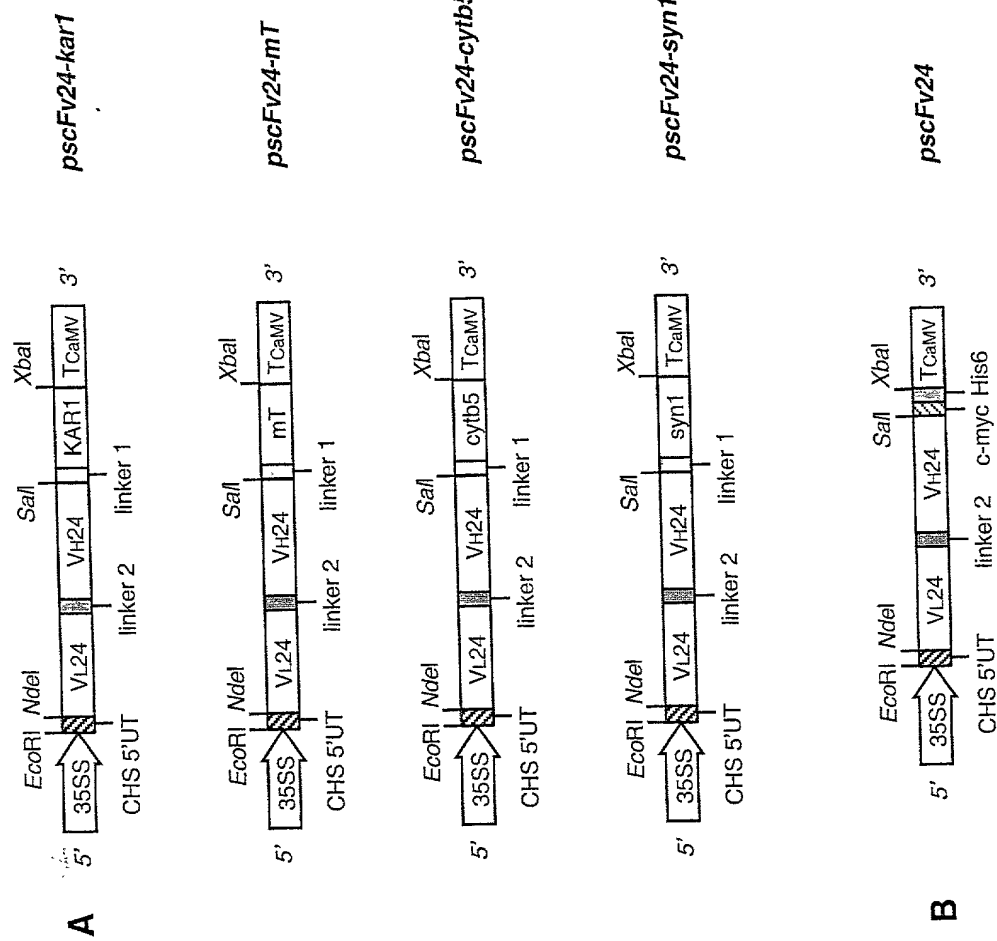 A
pscFv24-kar1
EcoRI NdeI SalI XbaI
5' 35SS VL24 VH24 KAR1 TCaMV 3'
CHS 5'UT linker 2 linker 1
pscFv24-mT
EcoRI NdeI SalI XbaI
5' 35SS VL24 VH24 mT TCaMV 3'
CHS 5'UT linker 2 linker 1
pscFv24-cytb5
EcoRI NdeI SalI XbaI
5' 35SS VL24 VH24 cytb5 TCaMV 3'
CHS 5'UT linker 2 linker 1
pscFv24-syn1
EcoRI NdeI SalI XbaI
5' 35SS VL24 VH24 syn1 TCaMV 3'
CHS 5'UT linker 2 linker 1
B
pscFv24
EcoRI NdeI SalI XbaI
5' 35SS VL24 VH24 TCaMV 3'
CHS 5'UT linker 2 c-myc His6